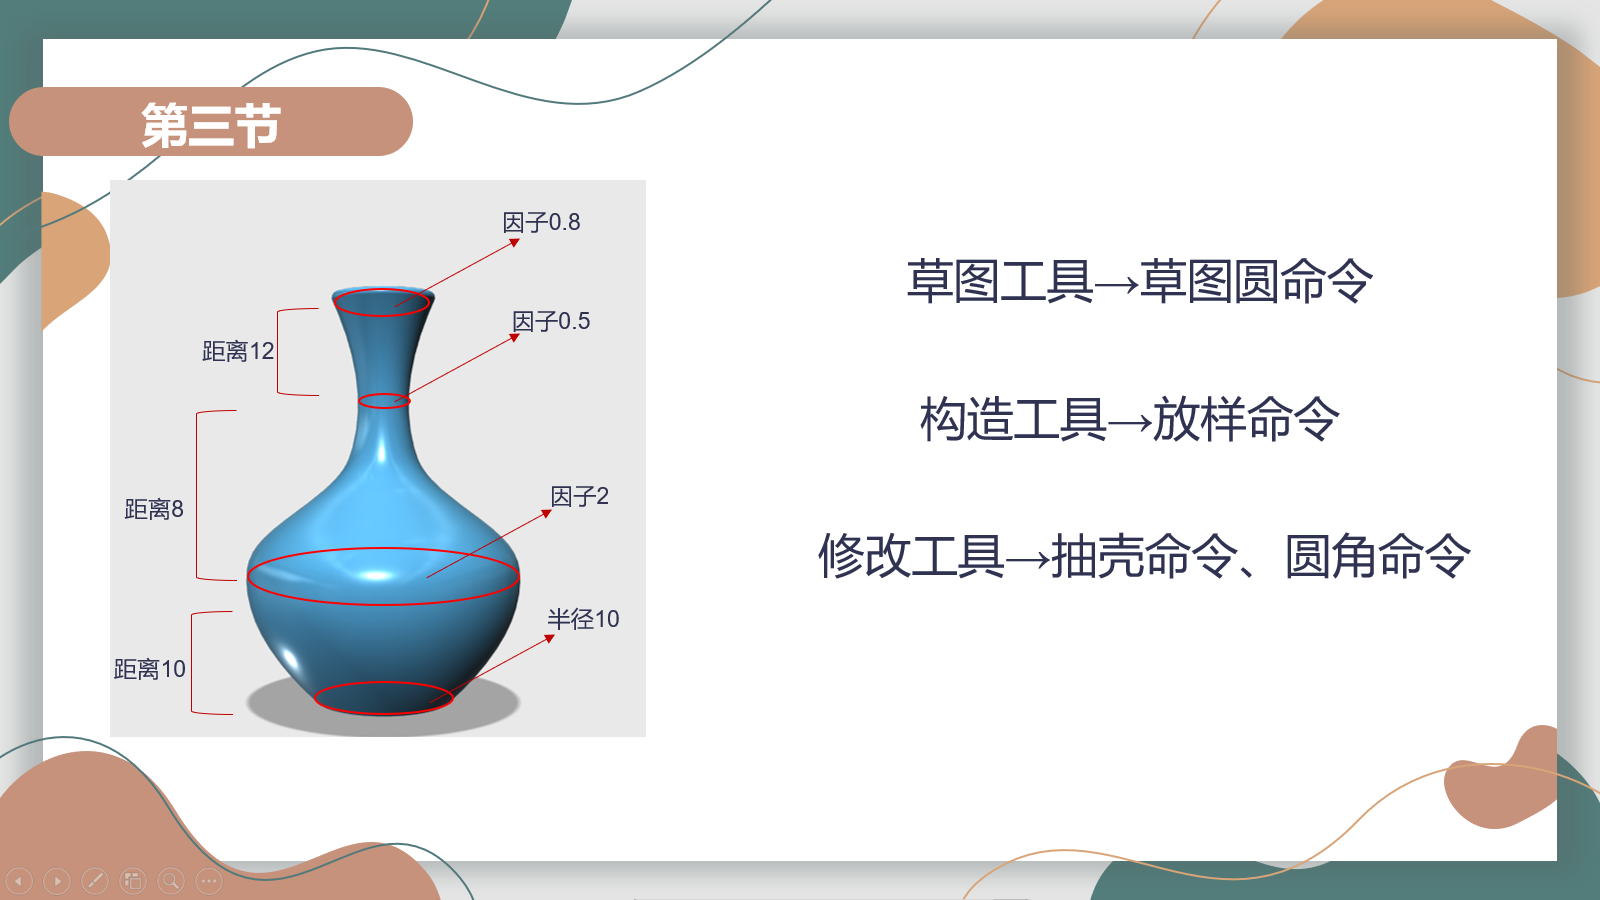 第三节
因子0.8
因子0.5
距离12
因子2
距离8
半径10
距离10
草图工具→草图圆命令
构造工具→放样命令
修改工具→抽壳命令、圆角命令